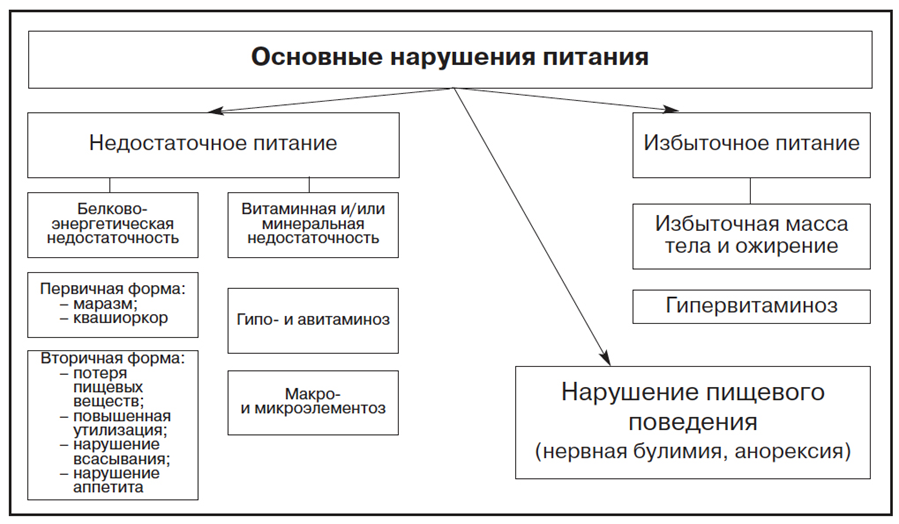 Основные нарушения питания
Недостаточное питание
Белково-
энергетическая
недостаточность
Первичная форма:
– маразм;
– квашиоркор
Вторичная форма:
– потеря
пищевых
веществ;
– повышенная
утилизация;
– нарушение
всасывания;
– нарушение
аппетита
Витаминная и/или
минеральная
недостаточность
Гипо- и авитаминоз
Макро-
и микроэлементоз
Избыточное питание
Избыточная масса
тела и ожирение
Гипервитаминоз
Нарушение пищевого
поведения
(нервная булимия, анорексия)